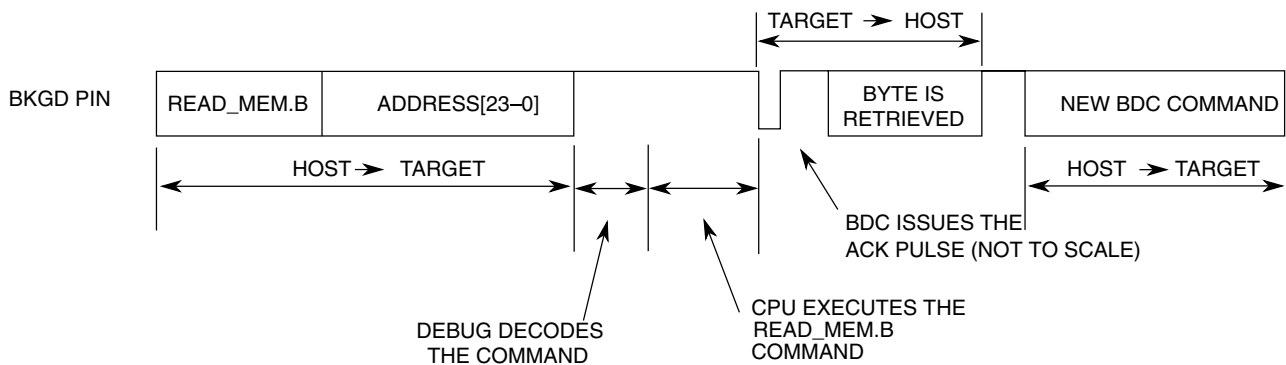 TARGET → HOST
BKGD PIN
READ_MEM.B
ADDRESS[23–0]
BYTE IS
RETRIEVED
NEW BDC COMMAND
HOST → TARGET
HOST → TARGET
BDC ISSUES THE
ACK PULSE (NOT TO SCALE)
DEBUG DECODES
THE COMMAND
CPU EXECUTES THE
READ_MEM.B
COMMAND